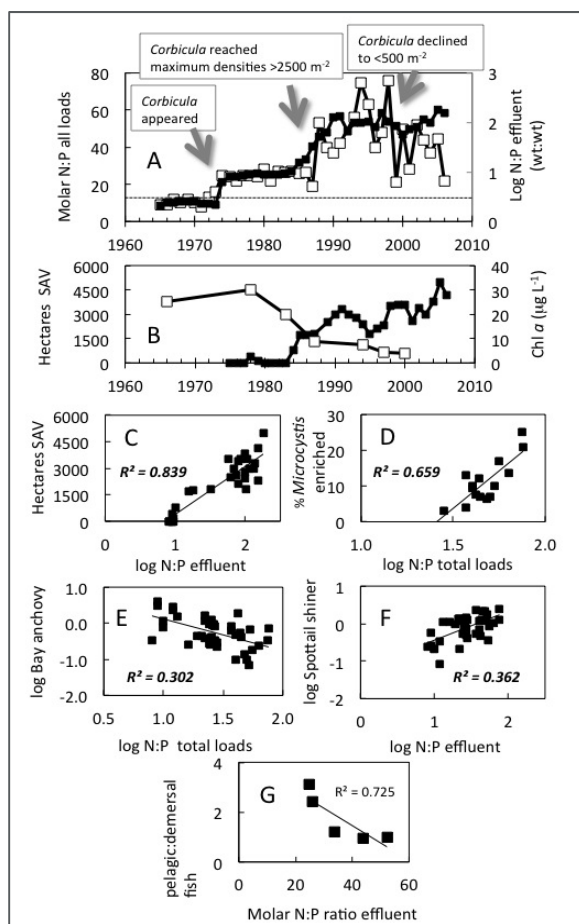 Corbicula reached
maximum densities >2500 m-2
Corbicula declined
to <500 m-2
Corbicula
appeared
Molar N:P all loads
80
60
40
20
0
A
3
2
1
0
Log N:P effluent
(wt:wt)
1960 1970 1980 1990 2000 2010
Hectares SAV
6000
4500
3000
1500
0
B
40
30
20
10
0
Chl a (µg L-1)
1960 1970 1980 1990 2000 2010
Hectares SAV
6000
4500
3000
1500
0
C
R² = 0.839
0 1 2
log N:P effluent
% Microcystis
enriched
30
20
10
0
D
R² = 0.659
1.0 1.5 2.0
log N:P total loads
log Bay anchovy
1.0
0.0
-1.0
-2.0
E
R² = 0.302
0.5 1.0 1.5 2.0
log N:P total loads
log Spottail shiner
1
0
-1
-2
F
R² = 0.362
0 1 2
log N:P effluent
pelagic:demersal
fish
4
2
0
G
R² = 0.725
0 20 40 60
Molar N:P ratio effluent